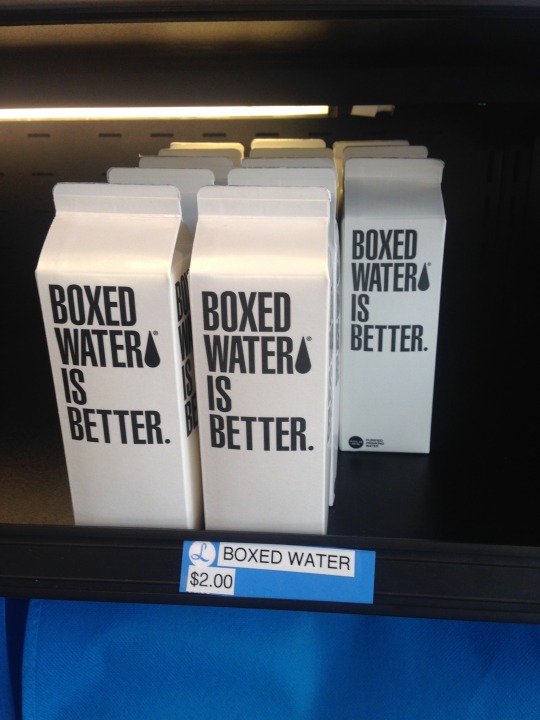 BOXED
WATER
IS
BETTER.
BOXED
WATER
IS
BETTER.
BOXED
WATER
IS
BETTER.
L BOXED WATER
$2.00